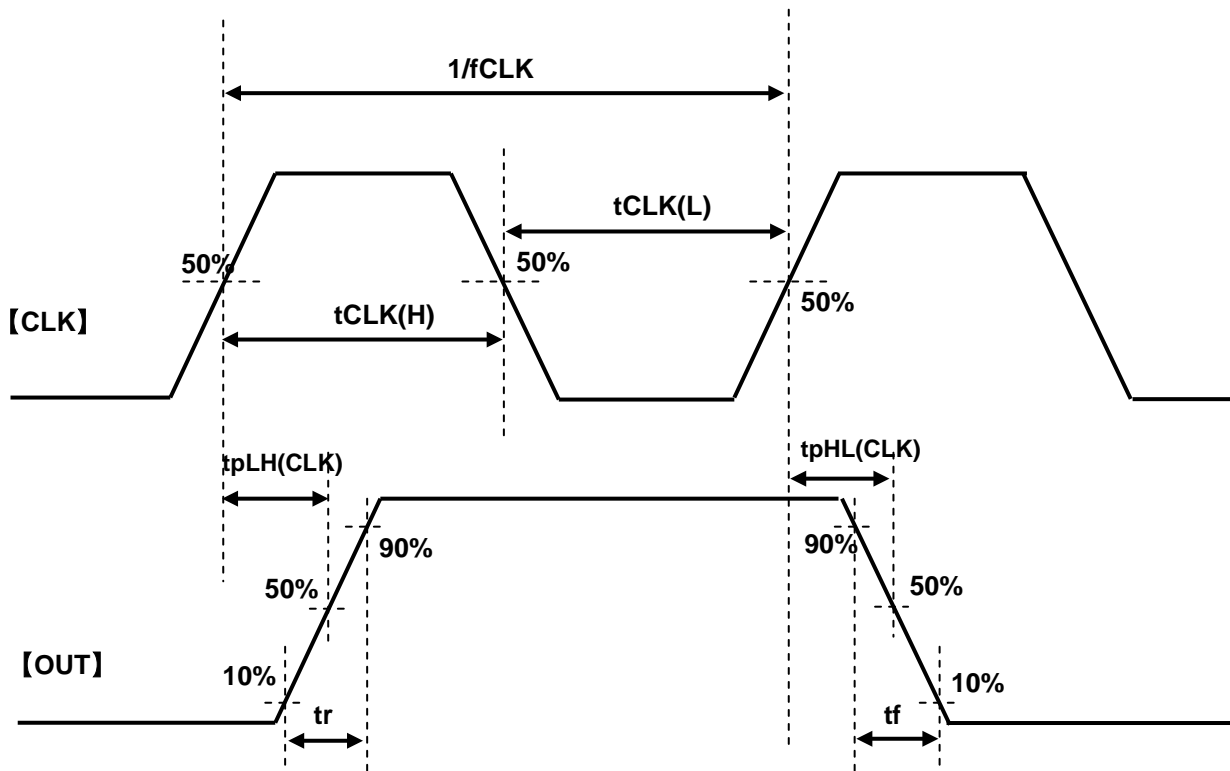 1/fCLK
tCLK(L)
50%
50%
50%
【CLK】
tCLK(H)
tpLH(CLK)
tpHL(CLK)
90%
90%
50%
50%
【OUT】
10%
10%
tr
tf